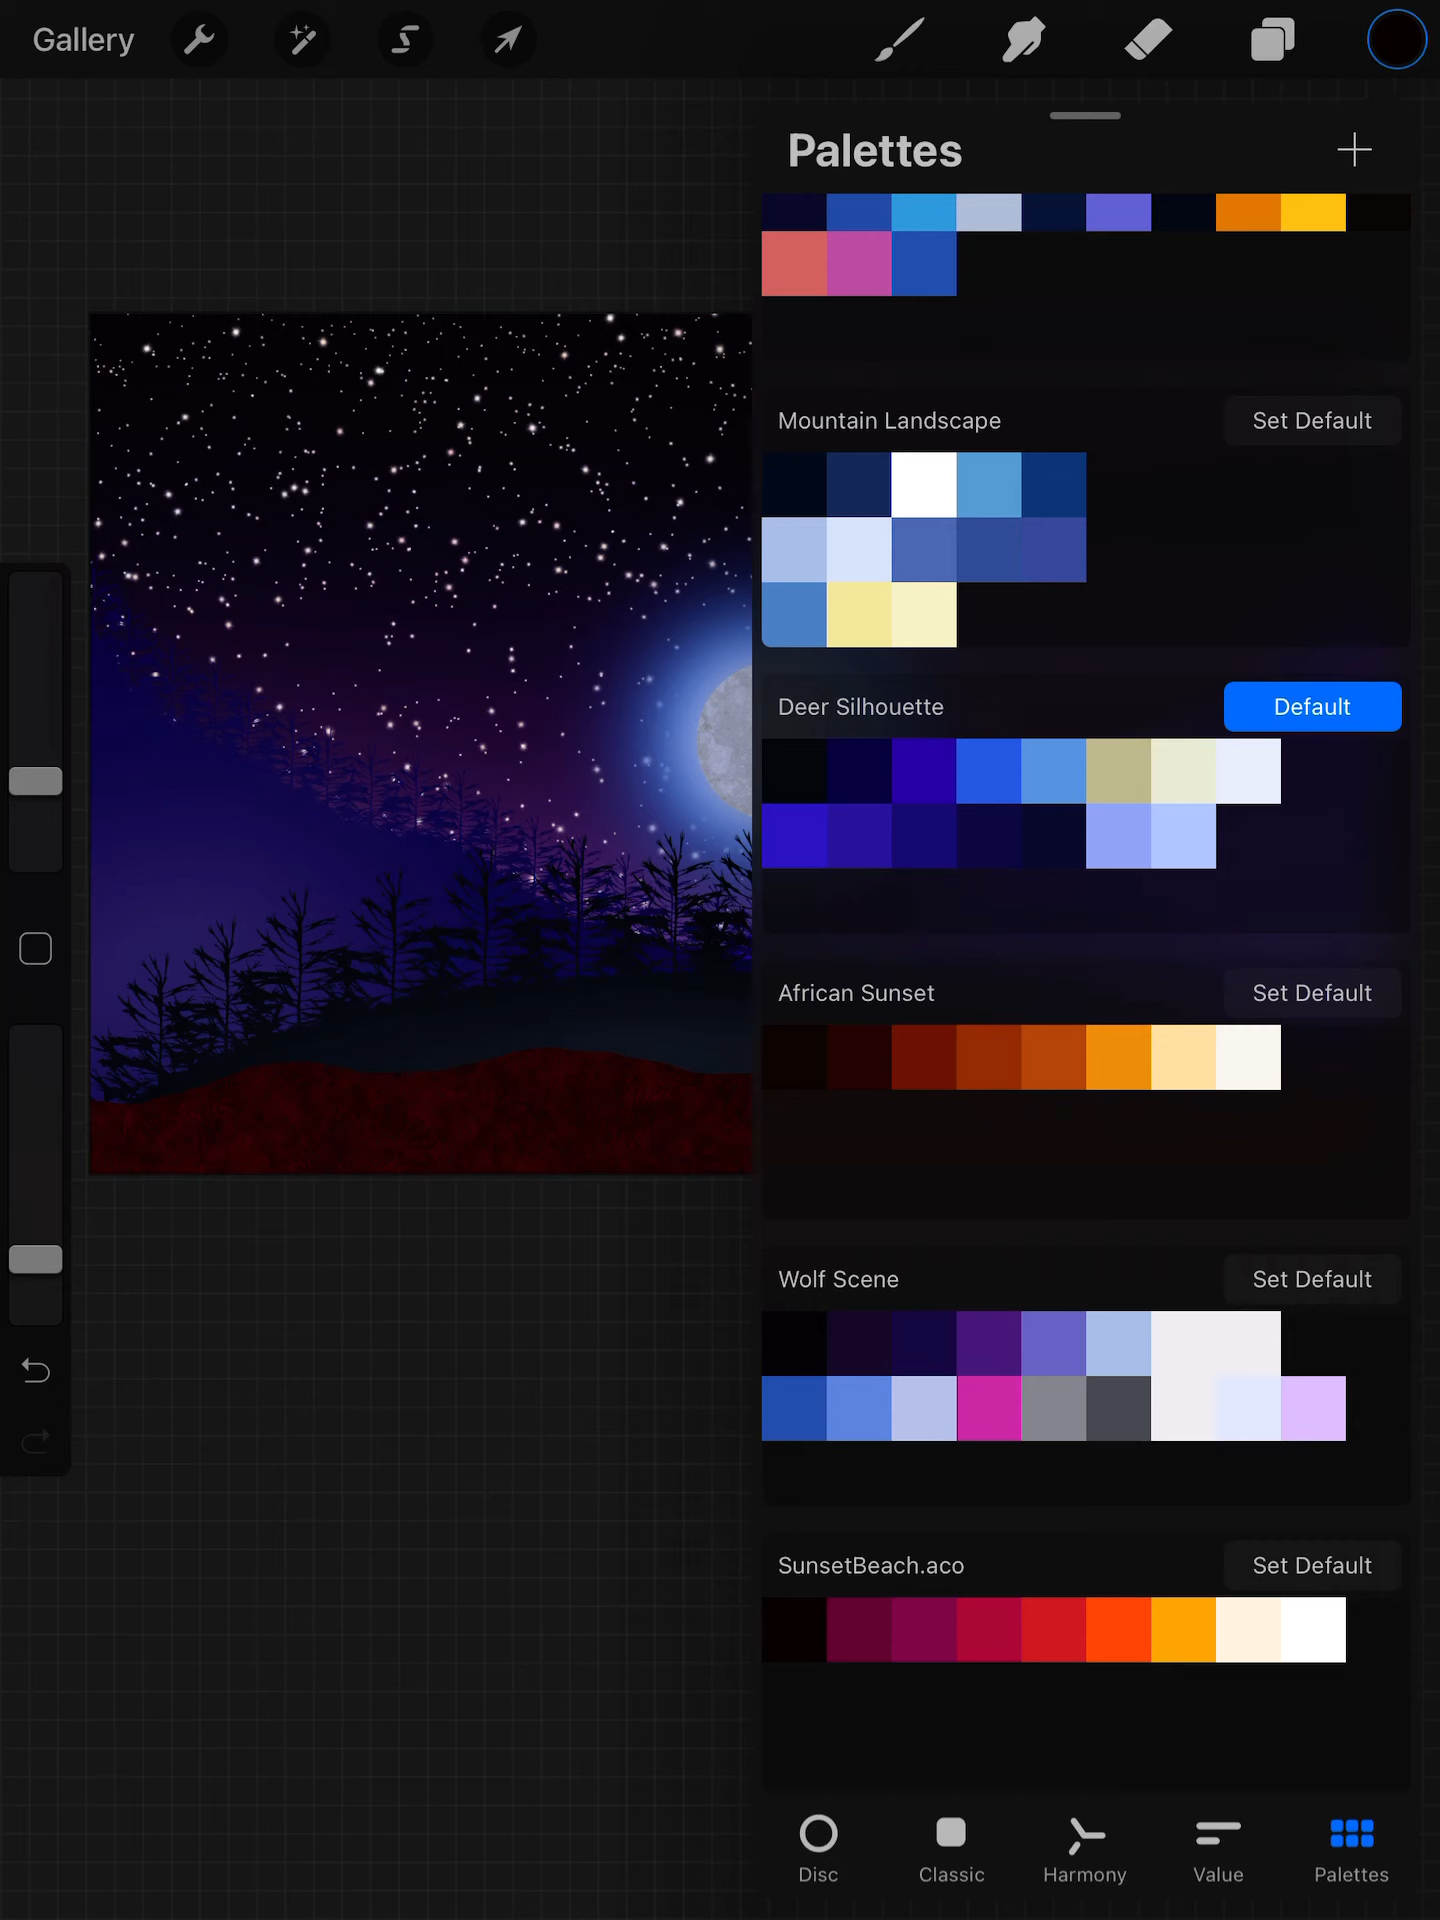 Gallery
Palettes
Mountain Landscape
Set Default
Deer Silhouette
Default
African Sunset
Set Default
Wolf Scene
Set Default
SunsetBeach.aco
Set Default
Disc
Classic
Harmony
Value
Palettes